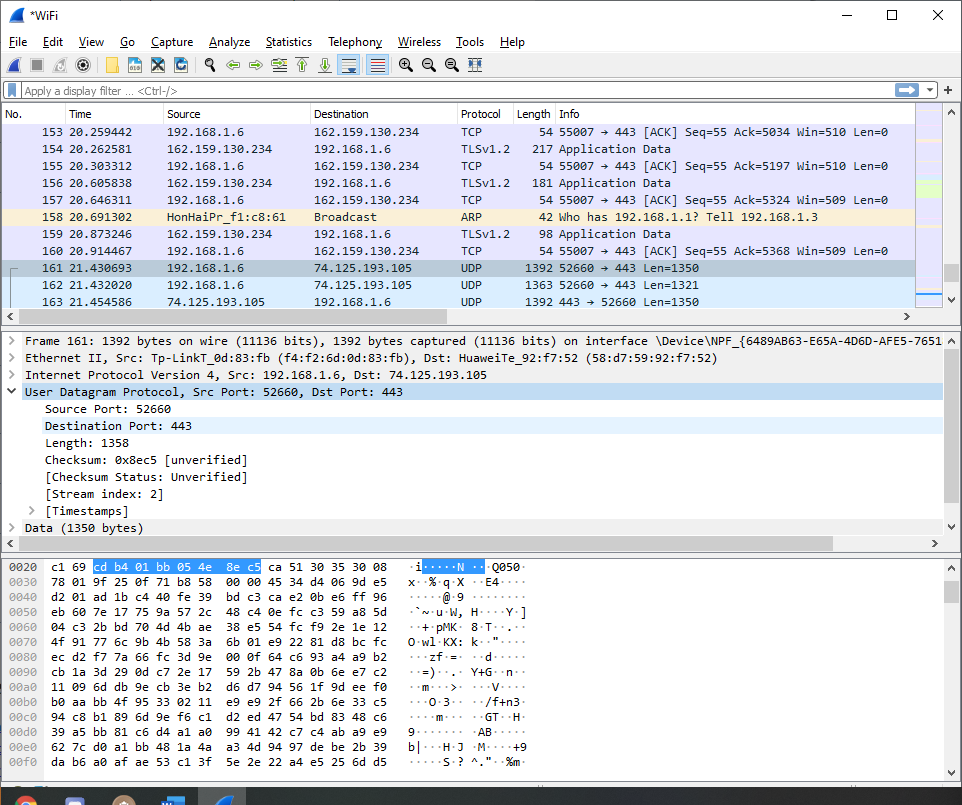 *WiFi
File Edit View Go Capture Analyze Statistics Telephony Wireless Tools Help
Apply a display filter ... <Ctrl-/>
No. Time Source Destination Protocol Length Info
153 20.259442 192.168.1.6 162.159.130.234 TCP 54 55007 → 443 [ACK] Seq=55 Ack=5034 Win=510 Len=0
154 20.262581 162.159.130.234 192.168.1.6 TLSv1.2 217 Application Data
155 20.303312 192.168.1.6 162.159.130.234 TCP 54 55007 → 443 [ACK] Seq=55 Ack=5197 Win=510 Len=0
156 20.605838 162.159.130.234 192.168.1.6 TLSv1.2 181 Application Data
157 20.646311 192.168.1.6 162.159.130.234 TCP 54 55007 → 443 [ACK] Seq=55 Ack=5324 Win=509 Len=0
158 20.691302 HonHaiPr_f1:c8:61 Broadcast ARP 42 Who has 192.168.1.1? Tell 192.168.1.3
159 20.873246 162.159.130.234 192.168.1.6 TLSv1.2 98 Application Data
160 20.914467 192.168.1.6 162.159.130.234 TCP 54 55007 → 443 [ACK] Seq=55 Ack=5368 Win=509 Len=0
161 21.430693 192.168.1.6 74.125.193.105 UDP 1392 52660 → 443 Len=1350
162 21.432020 192.168.1.6 74.125.193.105 UDP 1363 52660 → 443 Len=1321
163 21.454586 74.125.193.105 192.168.1.6 UDP 1392 443 → 52660 Len=1350
Frame 161: 1392 bytes on wire (11136 bits), 1392 bytes captured (11136 bits) on interface \Device\NPF_{6489AB63-E65A-4D6D-AFE5-7651
Ethernet II, Src: Tp-LinkT_0d:83:fb (f4:f2:6d:0d:83:fb), Dst: HuaweiTe_92:f7:52 (58:d7:59:92:f7:52)
Internet Protocol Version 4, Src: 192.168.1.6, Dst: 74.125.193.105
User Datagram Protocol, Src Port: 52660, Dst Port: 443
Source Port: 52660
Destination Port: 443
Length: 1358
Checksum: 0x8ec5 [unverified]
[Checksum Status: Unverified]
[Stream index: 2]
[Timestamps]
Data (1350 bytes)
0020 c1 69 cd b4 01 bb 05 4e 8e c5 ca 51 30 35 30 08 ·i·····N ···Q050·
0030 78 01 9f 25 0f 71 b8 58 00 00 45 34 d4 06 9d e5 x··%·q·X ··E4····
0040 d2 01 ad 1b c4 40 fe 39 bd c3 ca e2 0b e6 ff 96 ·····@·9 ········
0050 eb 60 7e 17 75 9a 57 2c 48 c4 0e fc c3 59 a8 5d ·`~·u·W, H····Y·]
0060 04 c3 2b bd 70 4d 4b ae 38 e5 54 fc f9 2e 1e 12 ··+·pMK· 8·T··.··
0070 4f 91 77 6c 9b 4b 58 3a 6b 01 e9 22 81 d8 bc fc O·wl·KX: k··"····
0080 ec d2 f7 7a 66 fc 3d 9e 00 0f 64 c6 93 a4 a9 b2 ···zf·=· ··d·····
0090 cb 1a 3d 29 0d c7 2e 17 59 2b 47 8a 0b 6e e7 c2 ··=)··.· Y+G··n··
00a0 11 09 6d db 9e cb 3e b2 d6 d7 94 56 1f 9d ee f0 ··m···>· ···V····
00b0 b0 aa bb 4f 95 33 02 11 e9 e9 2f 66 2b 6e 33 c5 ···O·3·· ··/f+n3·
00c0 94 c8 b1 89 6d 9e f6 c1 d2 ed 47 54 bd 83 48 c6 ····m··· ··GT··H·
00d0 39 a5 bb 81 c6 d4 a1 a0 99 41 42 c7 c4 ab a9 e9 9······· ·AB·····
00e0 62 7c d0 a1 bb 48 1a 4a a3 4d 94 97 de be 2b 39 b|···H·J ·M····+9
00f0 da b6 a0 af ae 53 c1 3f 5e 2e 22 a4 e5 25 6d d5 ·····S·? ^."··%m·